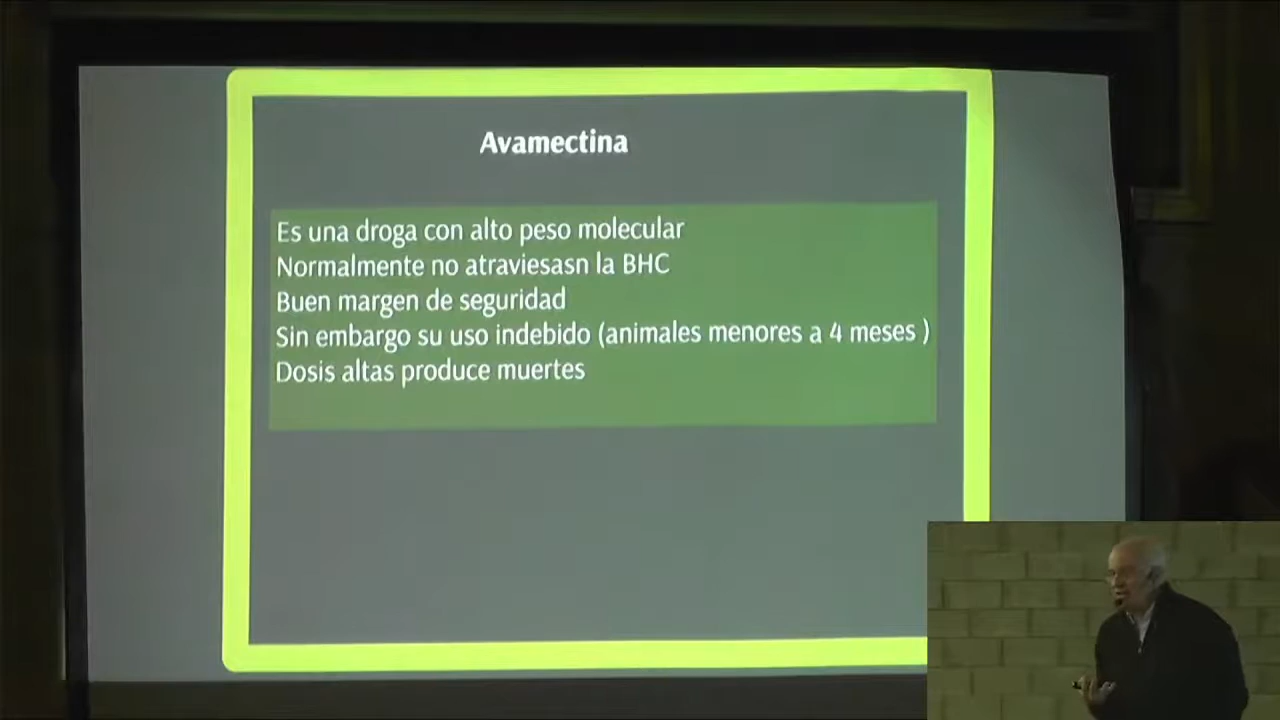 Avamectina
Es una droga con alto peso molecular
Normalmente no atraviesasn la BHC
Buen margen de seguridad
Sin embargo su uso indebido (animales menores a 4 meses )
Dosis altas produce muertes